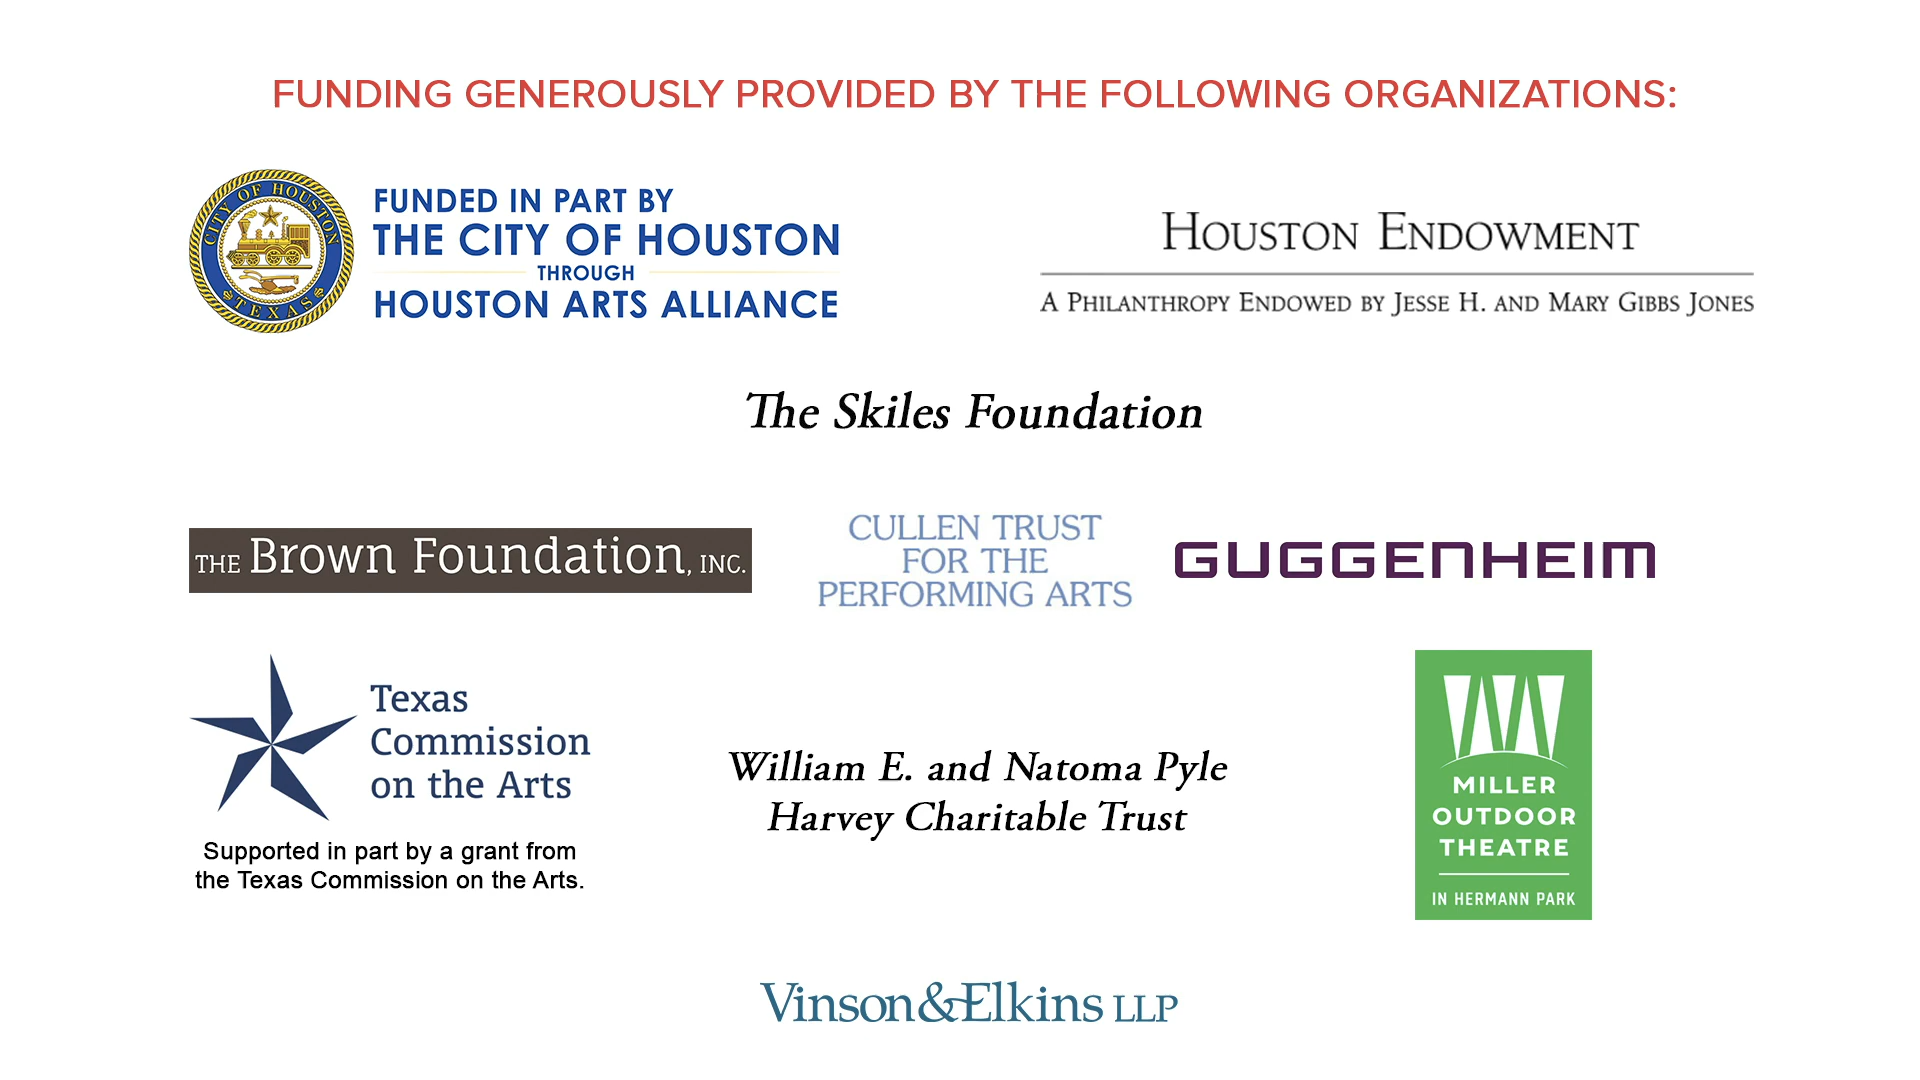 FUNDING GENEROUSLY PROVIDED BY THE FOLLOWING ORGANIZATIONS:
CITY OF HOUSTON
TEXAS
FUNDED IN PART BY
THE CITY OF HOUSTON
THROUGH
HOUSTON ARTS ALLIANCE
HOUSTON ENDOWMENT
A PHILANTHROPY ENDOWED BY JESSE H. AND MARY GIBBS JONES
The Skiles Foundation
THE Brown Foundation, INC.
CULLEN TRUST
FOR THE
PERFORMING ARTS
GUGGENHEIM
Texas
Commission
on the Arts
Supported in part by a grant from
the Texas Commission on the Arts.
William E. and Natoma Pyle
Harvey Charitable Trust
MILLER
OUTDOOR
THEATRE
IN HERMANN PARK
Vinson&Elkins LLP